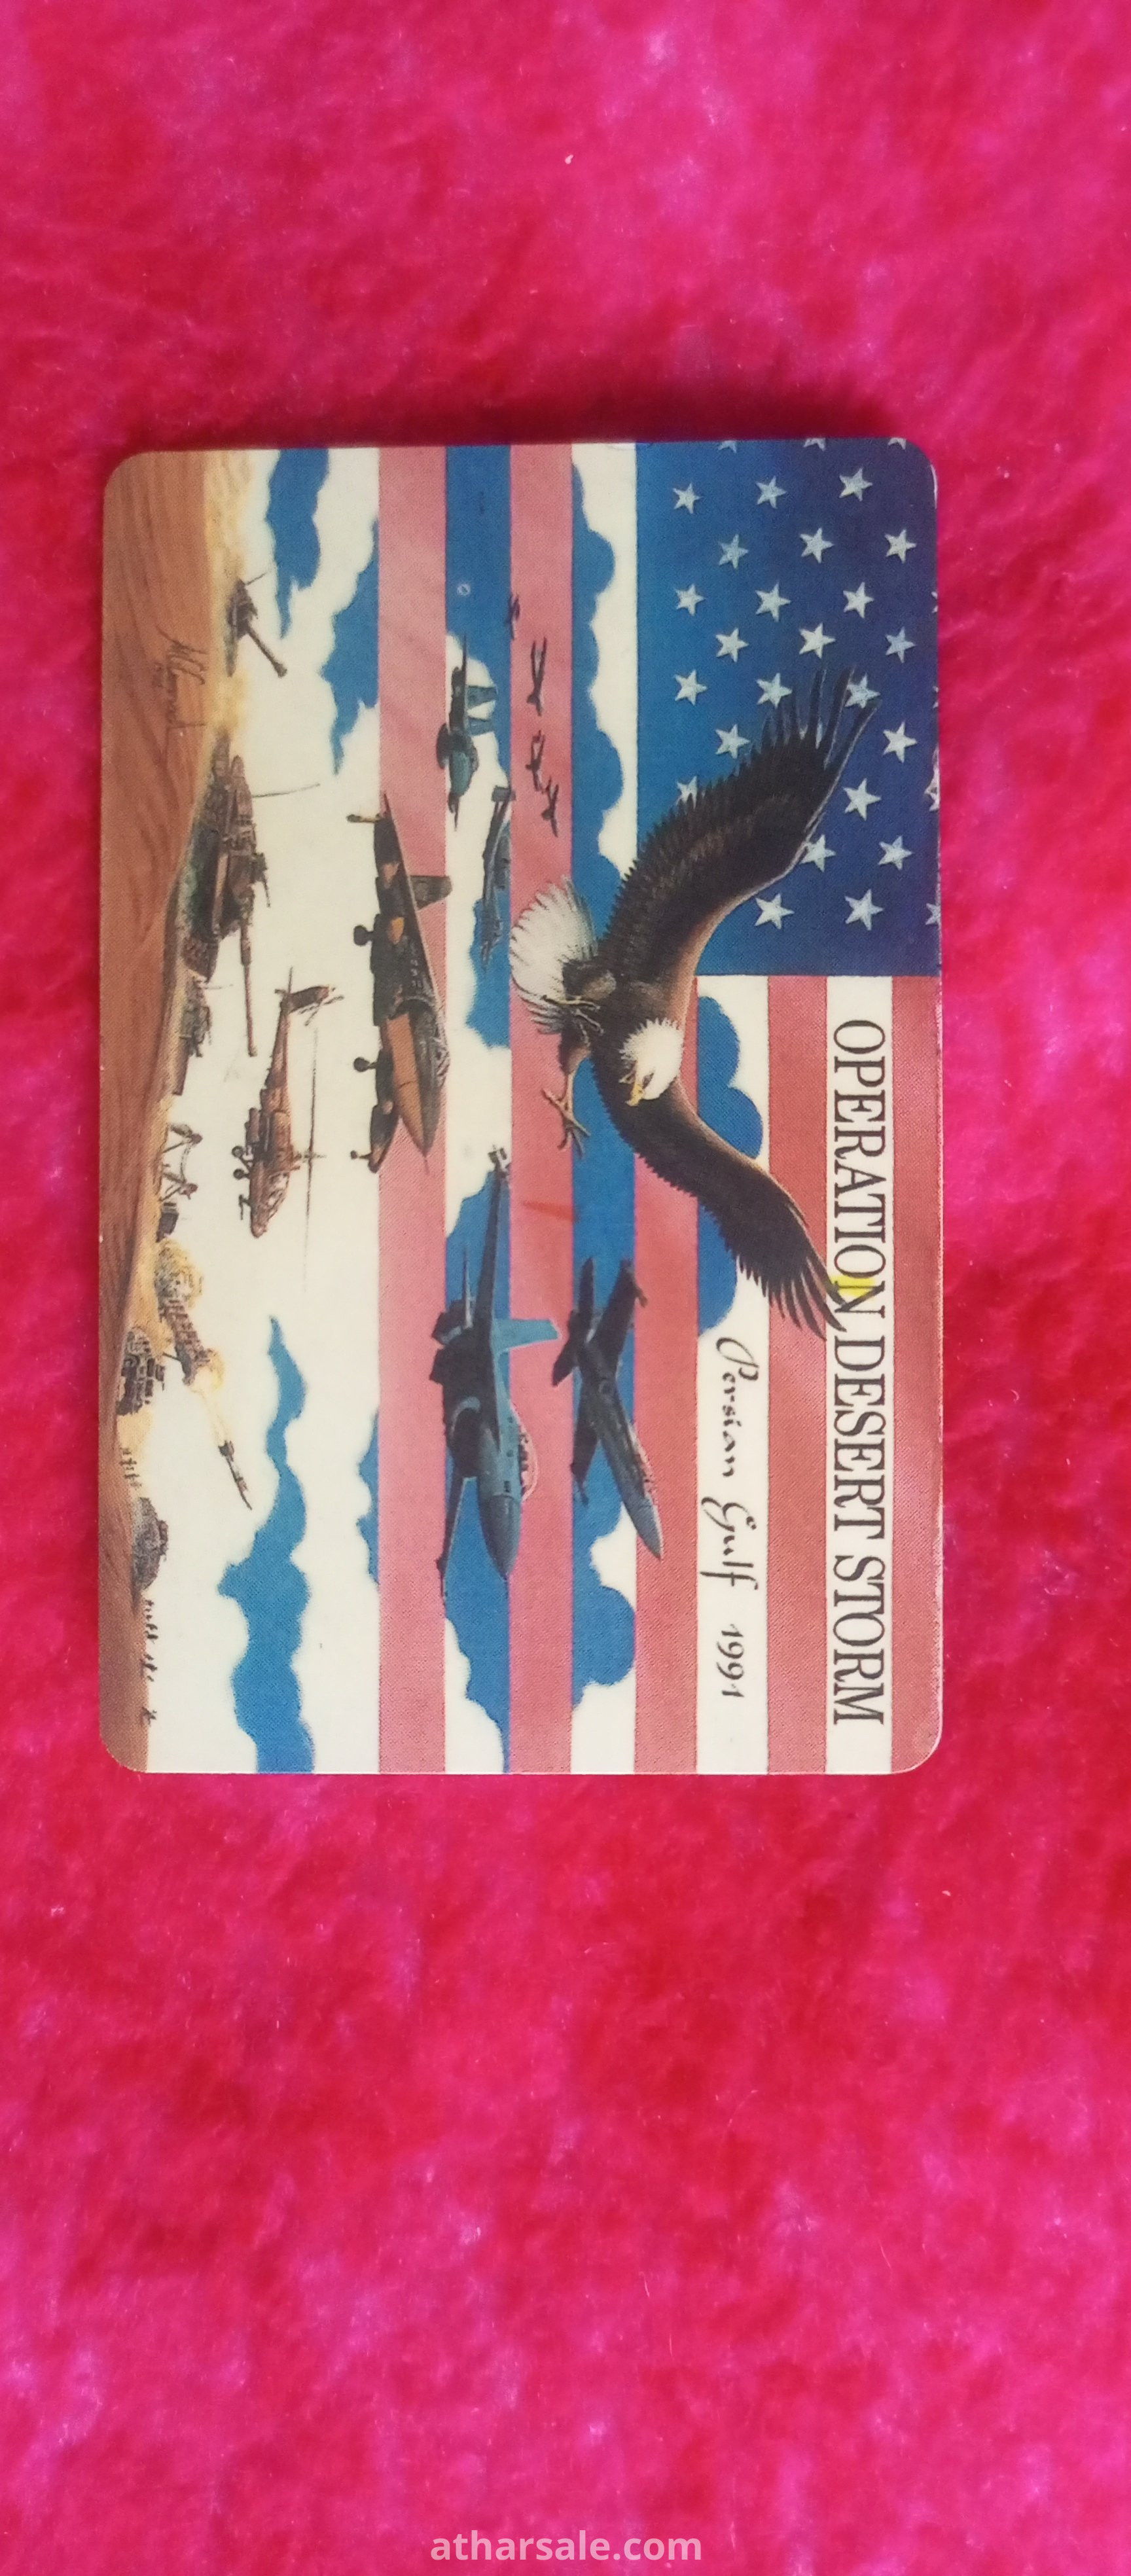 OPERATION DESERT STORM
Persian Gulf 1991
atharsale.com